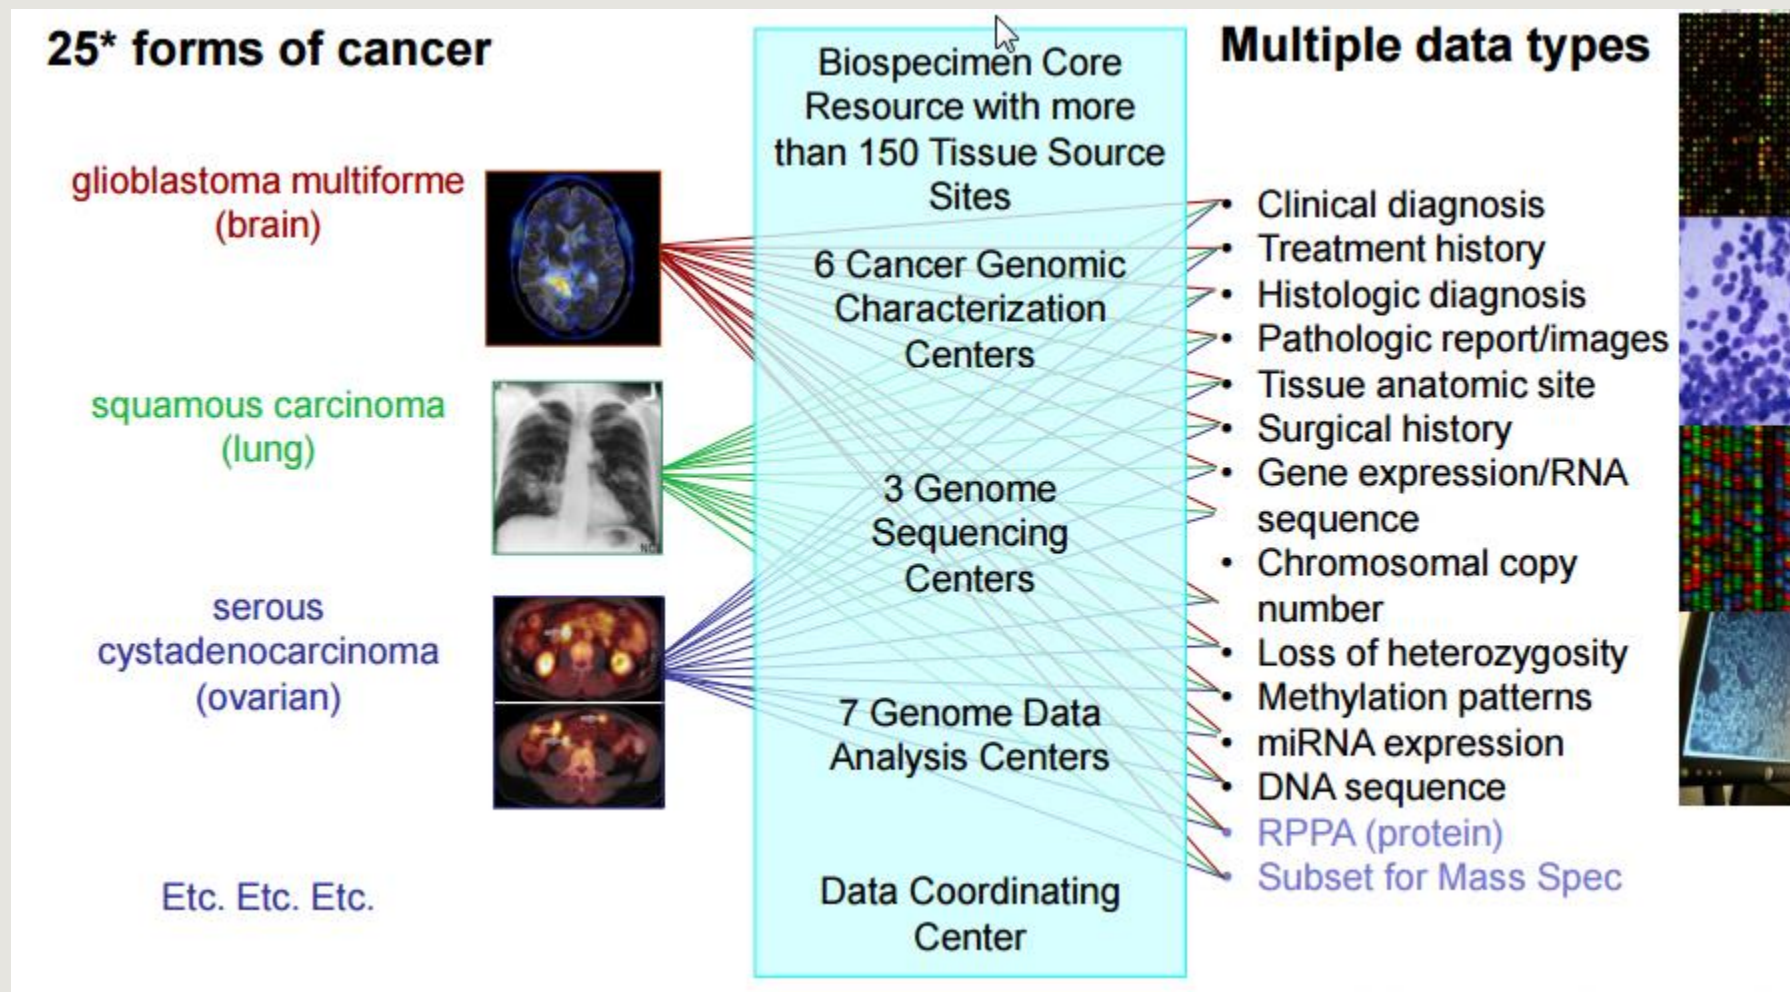 25* forms of cancer
glioblastoma multiforme
(brain)
squamous carcinoma
(lung)
serous
cystadenocarcinoma
(ovarian)
Etc. Etc. Etc.
Biospecimen Core
Resource with more
than 150 Tissue Source
Sites
6 Cancer Genomic
Characterization
Centers
3 Genome
Sequencing
Centers
7 Genome Data
Analysis Centers
Data Coordinating
Center
Multiple data types
• Clinical diagnosis
• Treatment history
• Histologic diagnosis
• Pathologic report/images
• Tissue anatomic site
• Surgical history
• Gene expression/RNA
sequence
• Chromosomal copy
number
• Loss of heterozygosity
• Methylation patterns
• miRNA expression
• DNA sequence
• RPPA (protein)
• Subset for Mass Spec